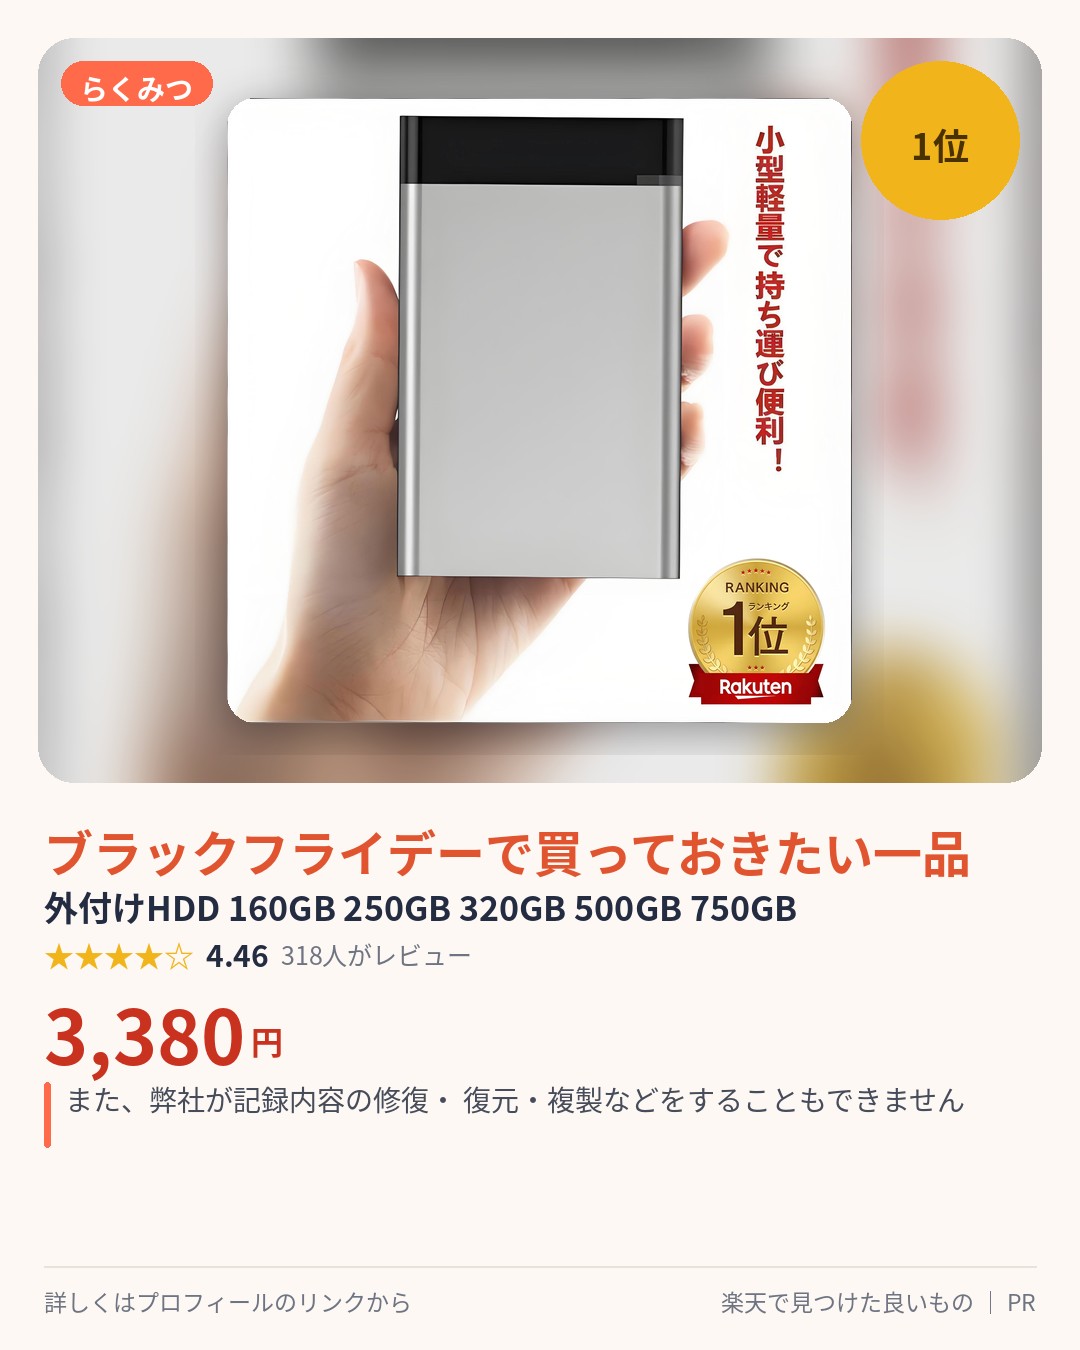 らくみつ
1位
小型軽量で持ち運び便利！
RANKING
ランキング
1位
Rakuten
ブラックフライデーで買っておきたい一品
外付けHDD 160GB 250GB 320GB 500GB 750GB
★★★★☆ 4.46 318人がレビュー
3,380円
また、弊社が記録内容の修復・ 復元・複製などをすることもできません
詳しくはプロフィールのリンクから
楽天で見つけた良いもの｜PR